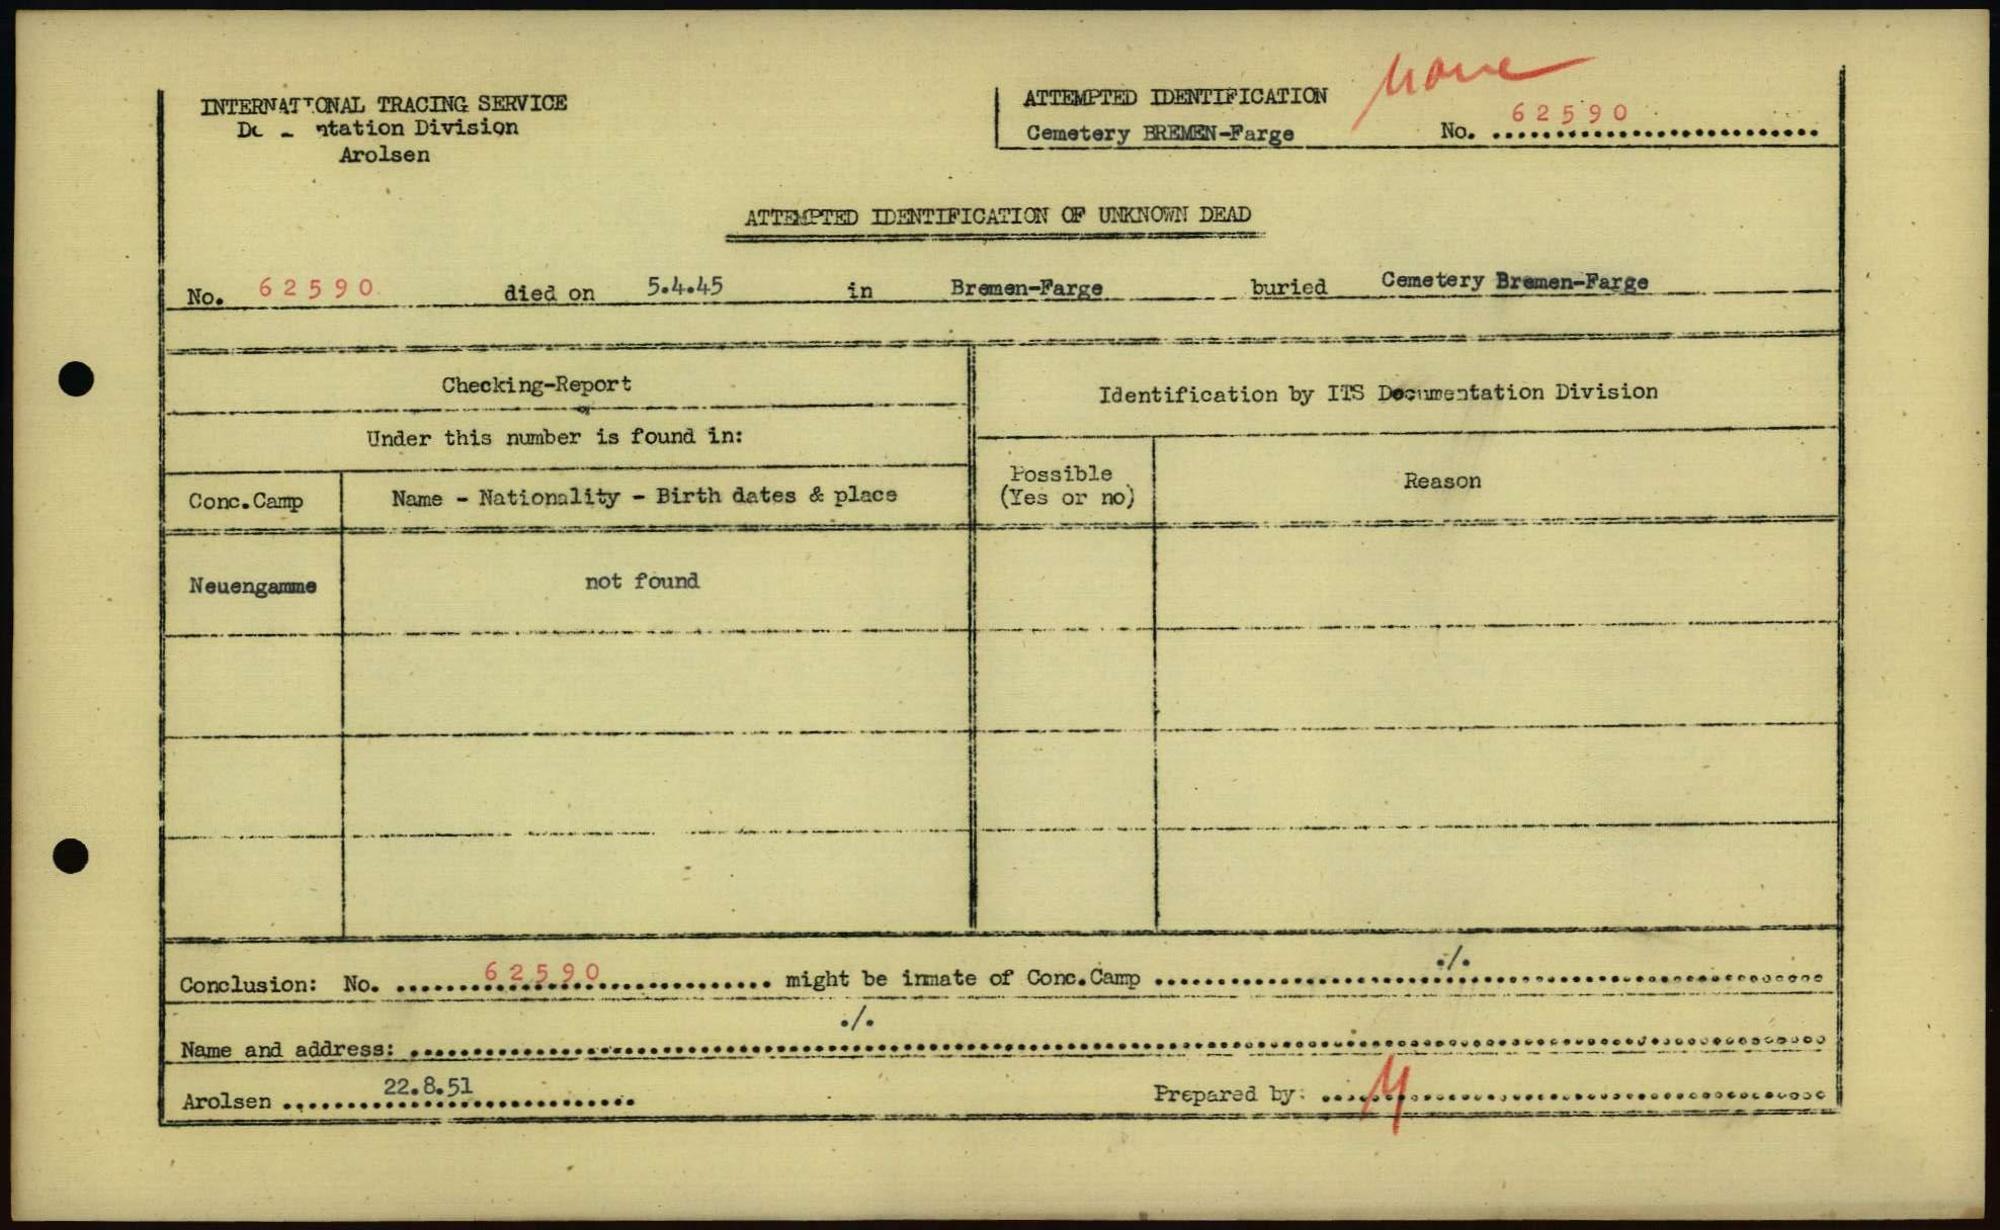 INTERNATIONAL TRACING SERVICE
Documentation Division
Arolsen
none
ATTEMPTED IDENTIFICATION
Cemetery BREMEN-Farge No. 62590
ATTEMPTED IDENTIFICATION OF UNKNOWN DEAD
No. 62590 died on 5.4.45 in Bremen-Farge buried Cemetery Bremen-Farge
Checking-Report
Identification by ITS Documentation Division
Under this number is found in:
Conc.Camp
Name - Nationality - Birth dates & place
Possible
(Yes or no)
Reason
Neuengamme not found
Conclusion: No. 62590 might be inmate of Conc.Camp ./.
Name and address: ./.
Arolsen 22.8.51 Prepared by: